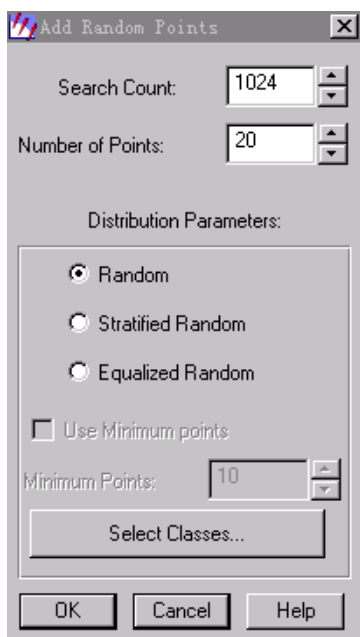 Add Random Points
Search Count: 1024
Number of Points: 20
Distribution Parameters:
Random
Stratified Random
Equalized Random
Use Minimum points
Minimum Points: 10
Select Classes...
OK Cancel Help